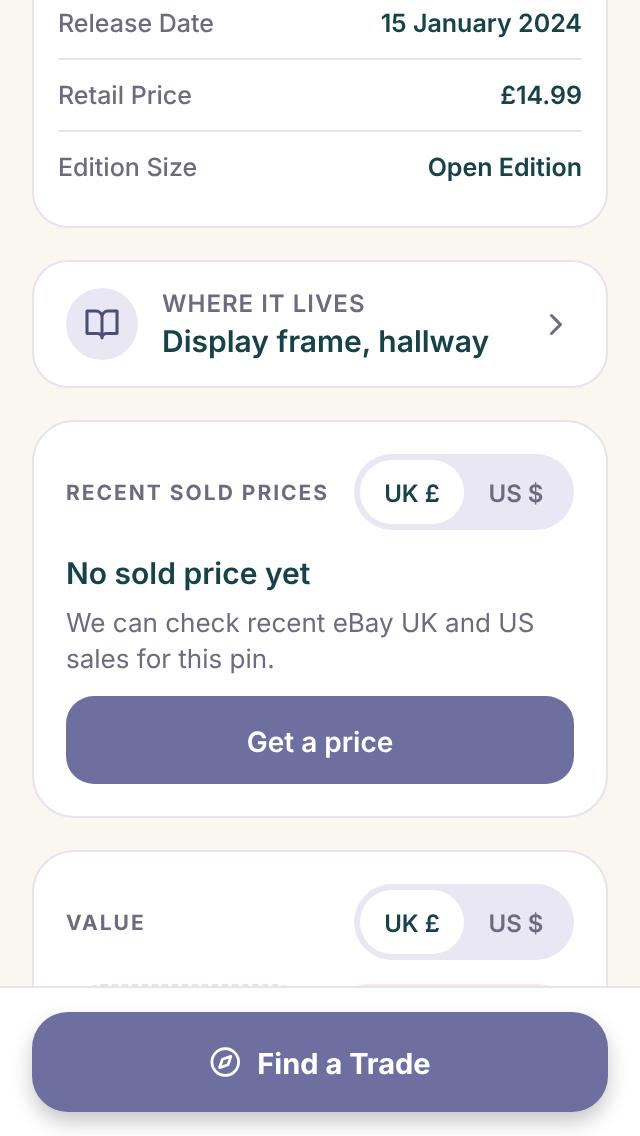 Release Date 15 January 2024
Retail Price £14.99
Edition Size Open Edition
WHERE IT LIVES
Display frame, hallway
RECENT SOLD PRICES UK £ US $
No sold price yet
We can check recent eBay UK and US
sales for this pin.
Get a price
VALUE UK £ US $
Find a Trade